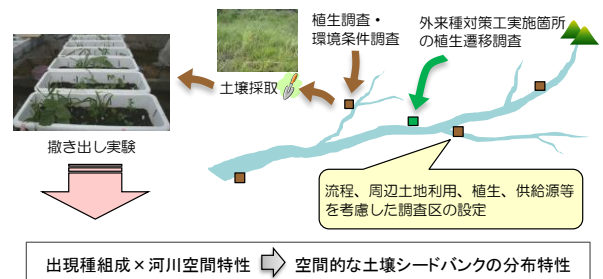 植生調査・
環境条件調査
外来種対策工実施箇所
の植生遷移調査
土壌採取
撒き出し実験
流程、周辺土地利用、植生、供給源等
を考慮した調査区の設定
出現種組成×河川空間特性 ⇨ 空間的な土壌シードバンクの分布特性